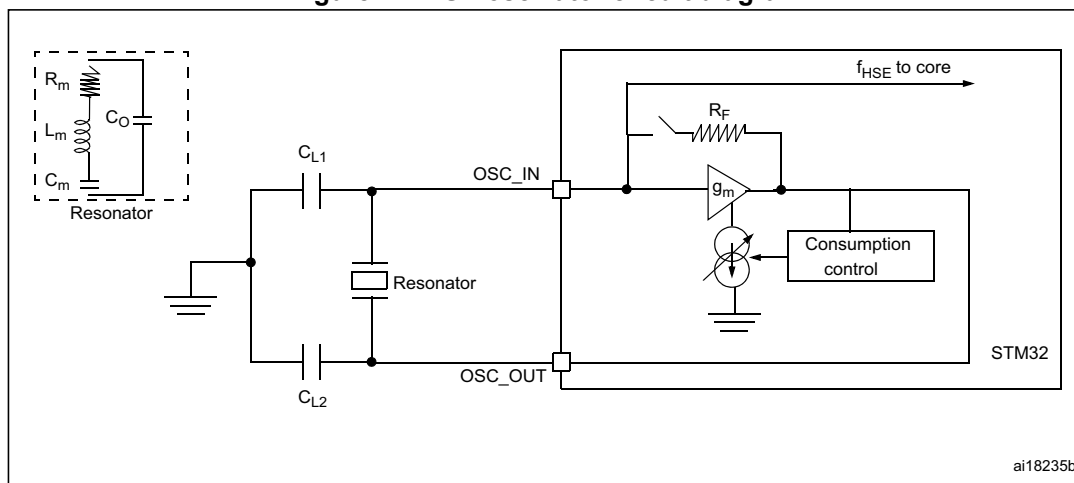 R_m
L_m
C_O
C_m
Resonator
C_L1
C_L2
Resonator
OSC_IN
OSC_OUT
f_HSE to core
R_F
g_m
Consumption
control
STM32
ai18235b